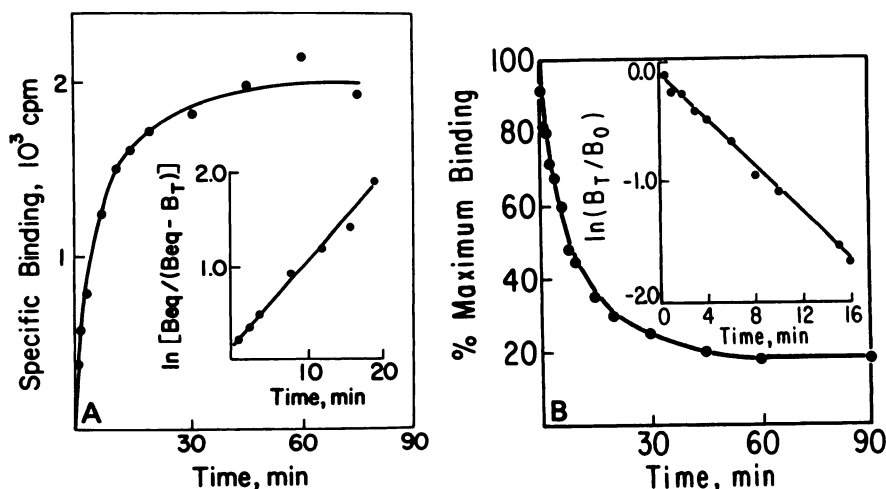 Specific Binding, 10³ cpm
2
1
A
30
60
90
Time, min
ln [Beq/(Beq- B_T)]
2.0
1.0
10
20
Time, min
% Maximum Binding
100
90
80
60
40
20
B
30
60
90
Time, min
ln(B_T/B_0)
0.0
-1.0
-2.0
0
4
8
12
16
Time, min